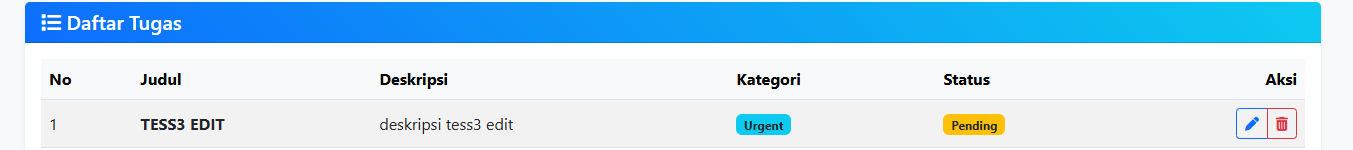 Daftar Tugas
No Judul Deskripsi Kategori Status Aksi
1 TESS3 EDIT deskripsi tess3 edit Urgent Pending